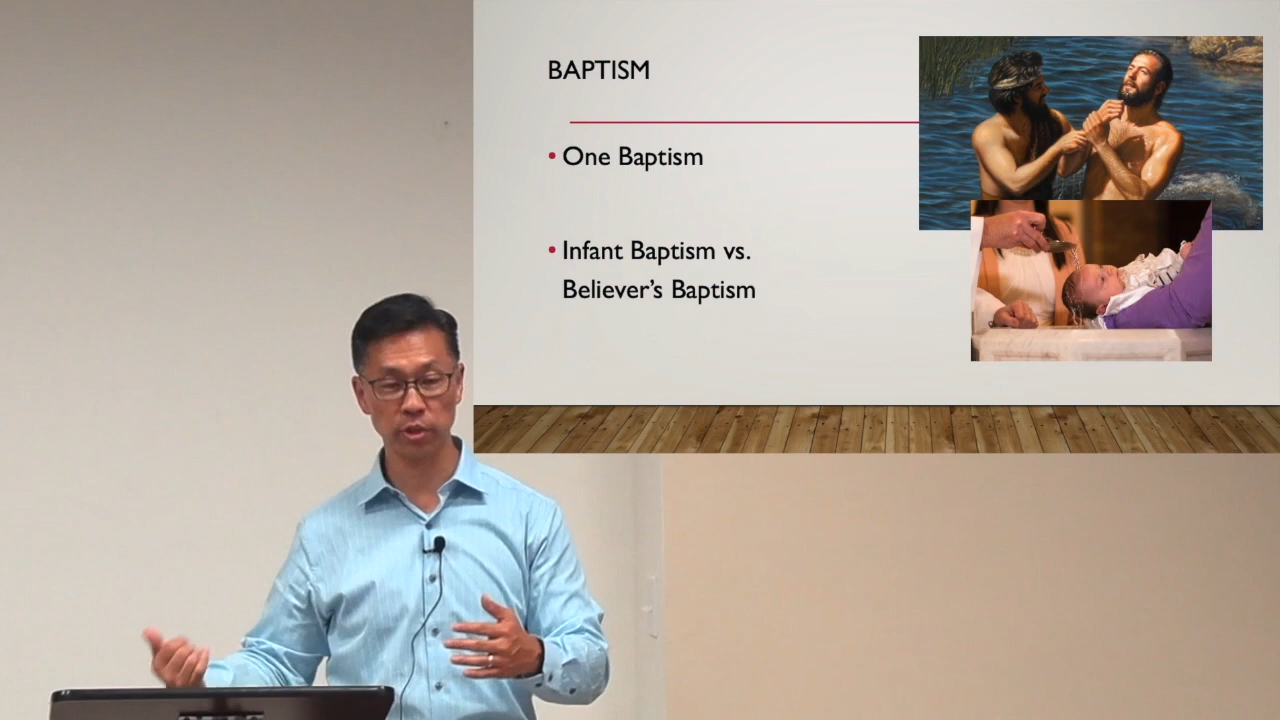 BAPTISM
• One Baptism
• Infant Baptism vs.
Believer’s Baptism